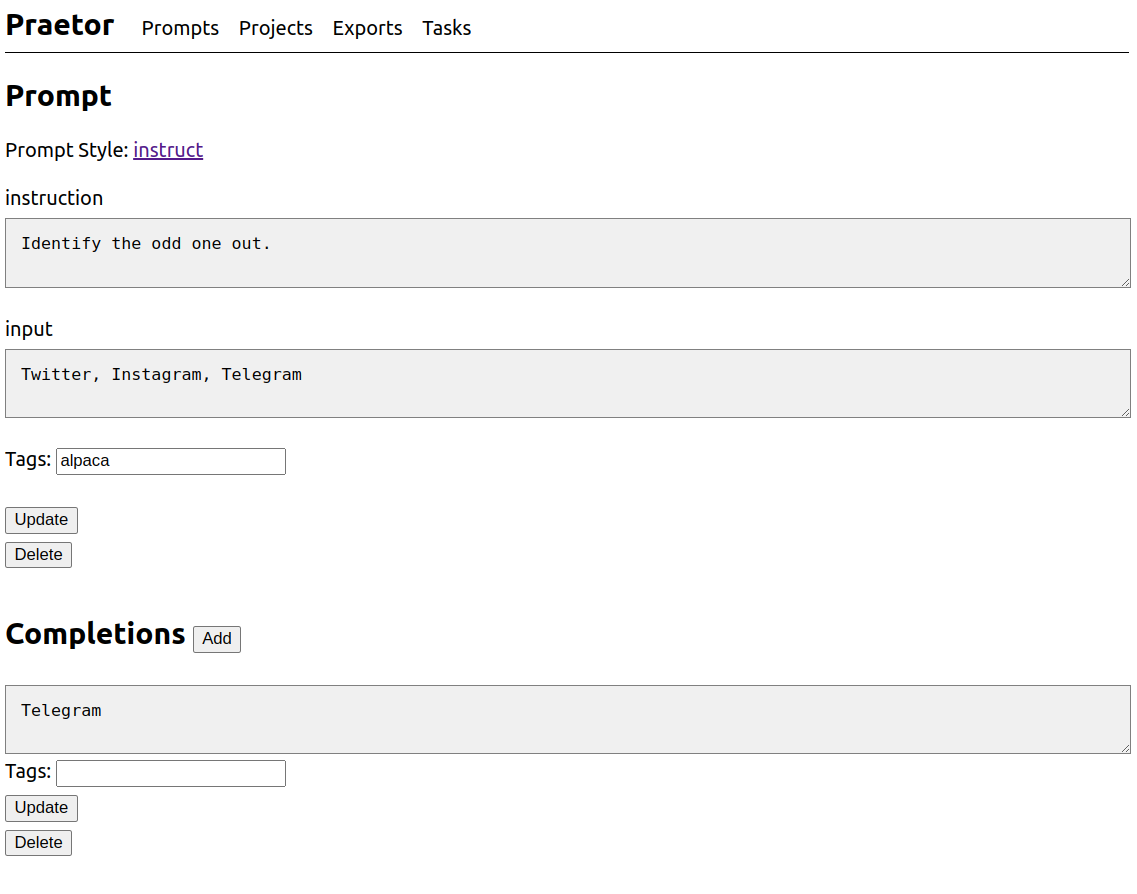 Praetor Prompts Projects Exports Tasks
Prompt
Prompt Style: instruct
instruction
Identify the odd one out.
input
Twitter, Instagram, Telegram
Tags: alpaca
Update
Delete
Completions Add
Telegram
Tags:
Update
Delete